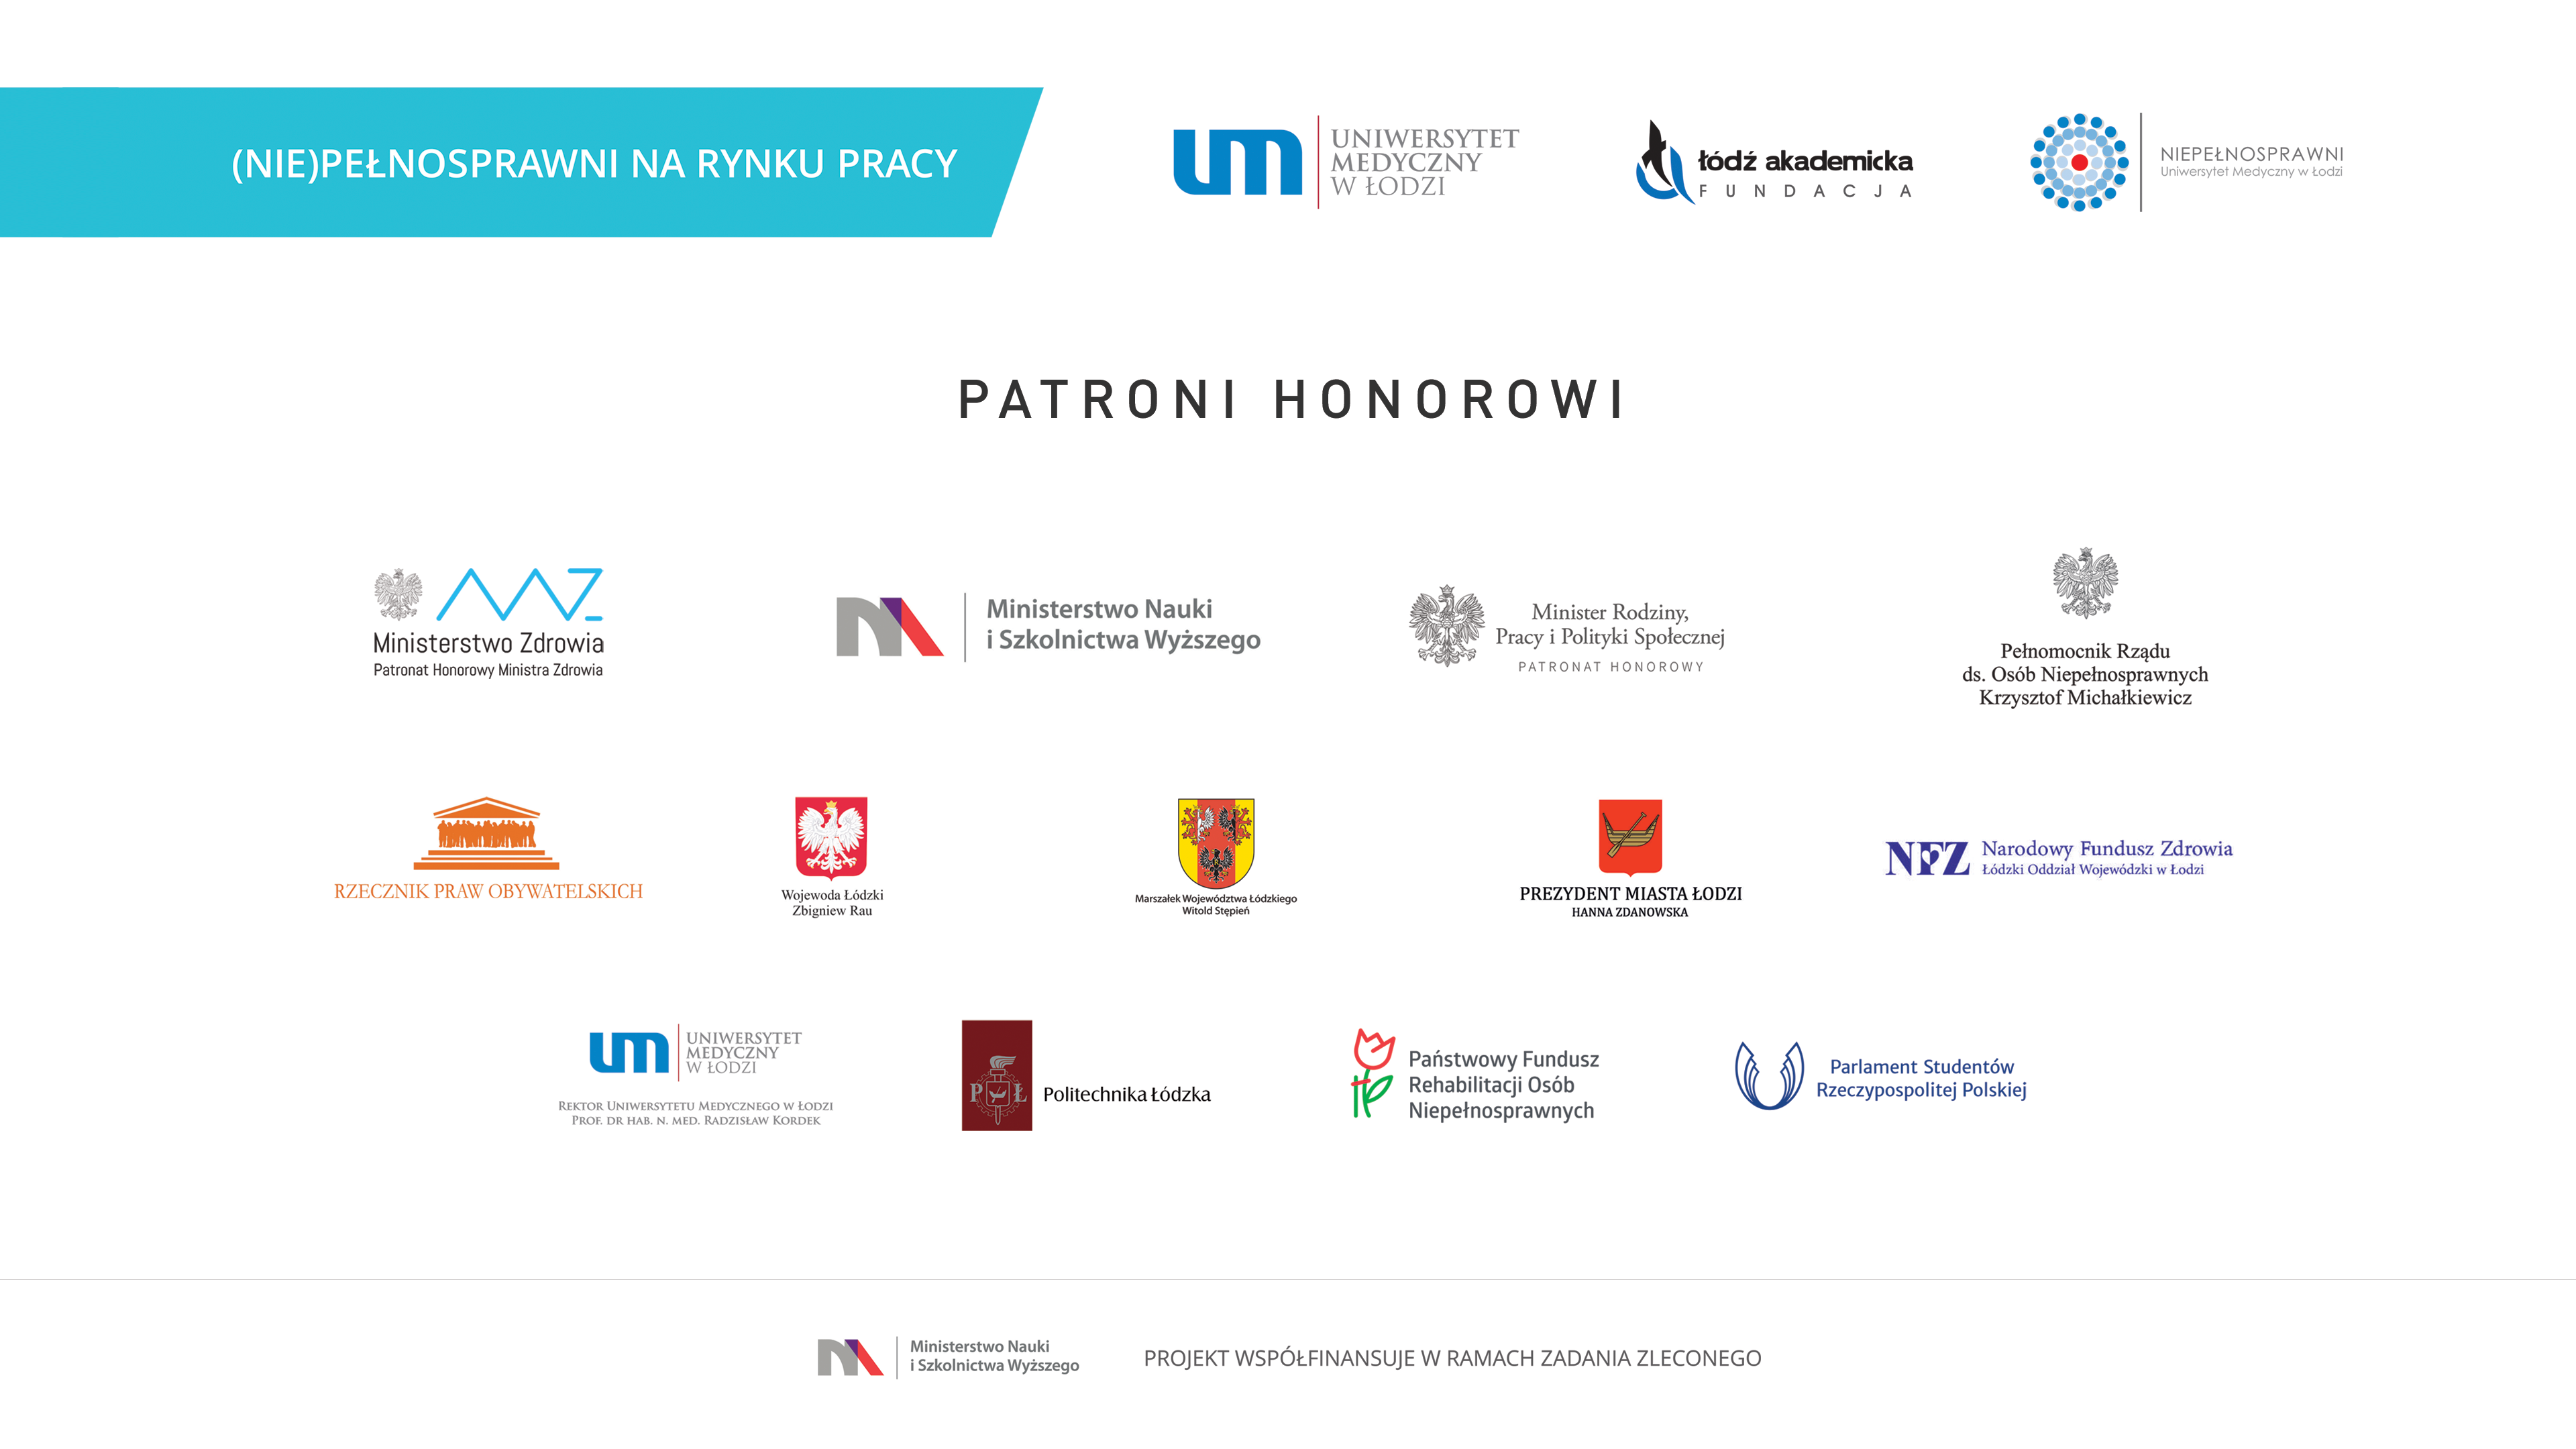 (NIE)PEŁNOSPRAWNI NA RYNKU PRACY
um
UNIWERSYTET
MEDYCZNY
W ŁODZI
łódź akademicka
FUNDACJA
NIEPEŁNOSPRAWNI
Uniwersytet Medyczny w Łodzi
PATRONI HONOROWI
MZ
Ministerstwo Zdrowia
Patronat Honorowy Ministra Zdrowia
Ministerstwo Nauki
i Szkolnictwa Wyższego
Minister Rodziny,
Pracy i Polityki Społecznej
PATRONAT HONOROWY
Pełnomocnik Rządu
ds. Osób Niepełnosprawnych
Krzysztof Michałkiewicz
RZECZNIK PRAW OBYWATELSKICH
Wojewoda Łódzki
Zbigniew Rau
Marszałek Województwa Łódzkiego
Witold Stępień
PREZYDENT MIASTA ŁODZI
HANNA ZDANOWSKA
NFZ
Narodowy Fundusz Zdrowia
Łódzki Oddział Wojewódzki w Łodzi
um
UNIWERSYTET
MEDYCZNY
W ŁODZI
REKTOR UNIWERSYTETU MEDYCZNEGO W ŁODZI
PROF. DR HAB. N. MED. RADZISŁAW KORDEK
P Ł
Politechnika Łódzka
Państwowy Fundusz
Rehabilitacji Osób
Niepełnosprawnych
Parlament Studentów
Rzeczypospolitej Polskiej
Ministerstwo Nauki
i Szkolnictwa Wyższego
PROJEKT WSPÓŁFINANSUJE W RAMACH ZADANIA ZLECONEGO